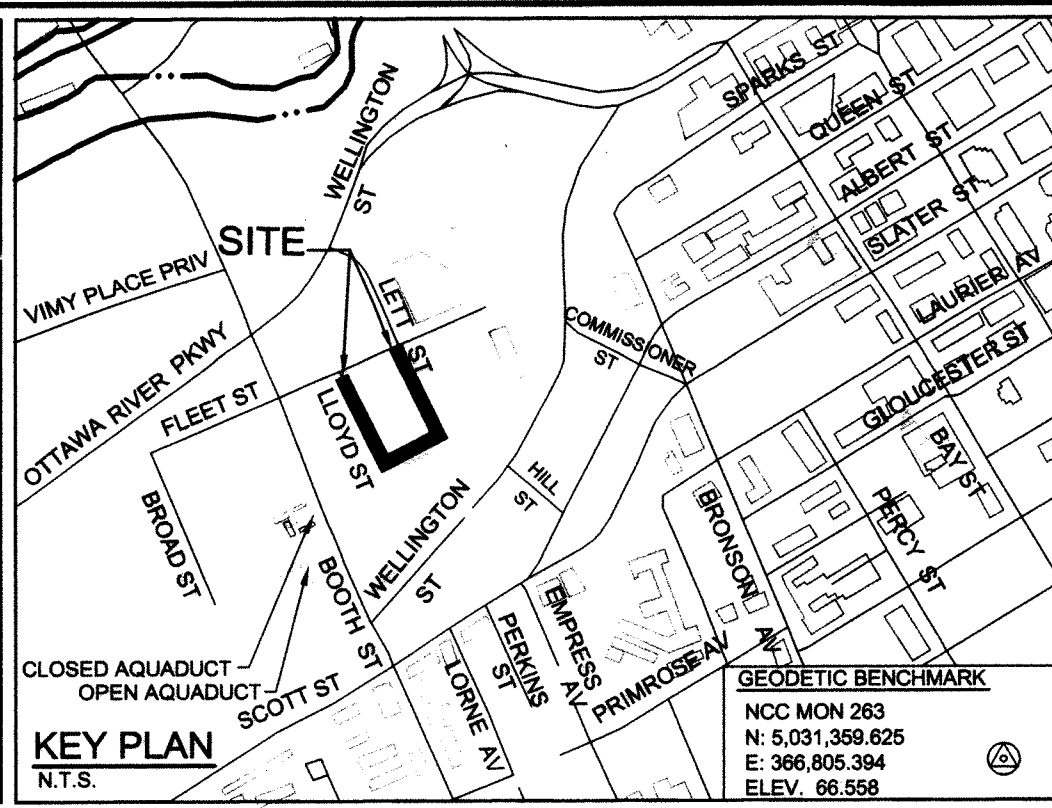 SPARKS ST
QUEEN ST
ALBERT ST
SLATER ST
LAURIER AV
GLOUCESTER ST
BAY ST
PERCY ST
BRONSON
AV
WELLINGTON
ST
SITE
VIMY PLACE PRIV
LETT
ST
OTTAWA RIVER PKWY
FLEET ST
LLOYD ST
COMMISSIONER
ST
HILL
ST
BROAD ST
WELLINGTON
ST
BOOTH ST
EMPRESS
AV
PERKINS
ST
PRIMROSE AV
LORNE AV
SCOTT ST
CLOSED AQUADUCT
OPEN AQUADUCT
KEY PLAN
N.T.S.
GEODETIC BENCHMARK
NCC MON 263
N: 5,031,359.625
E: 366,805.394
ELEV. 66.558